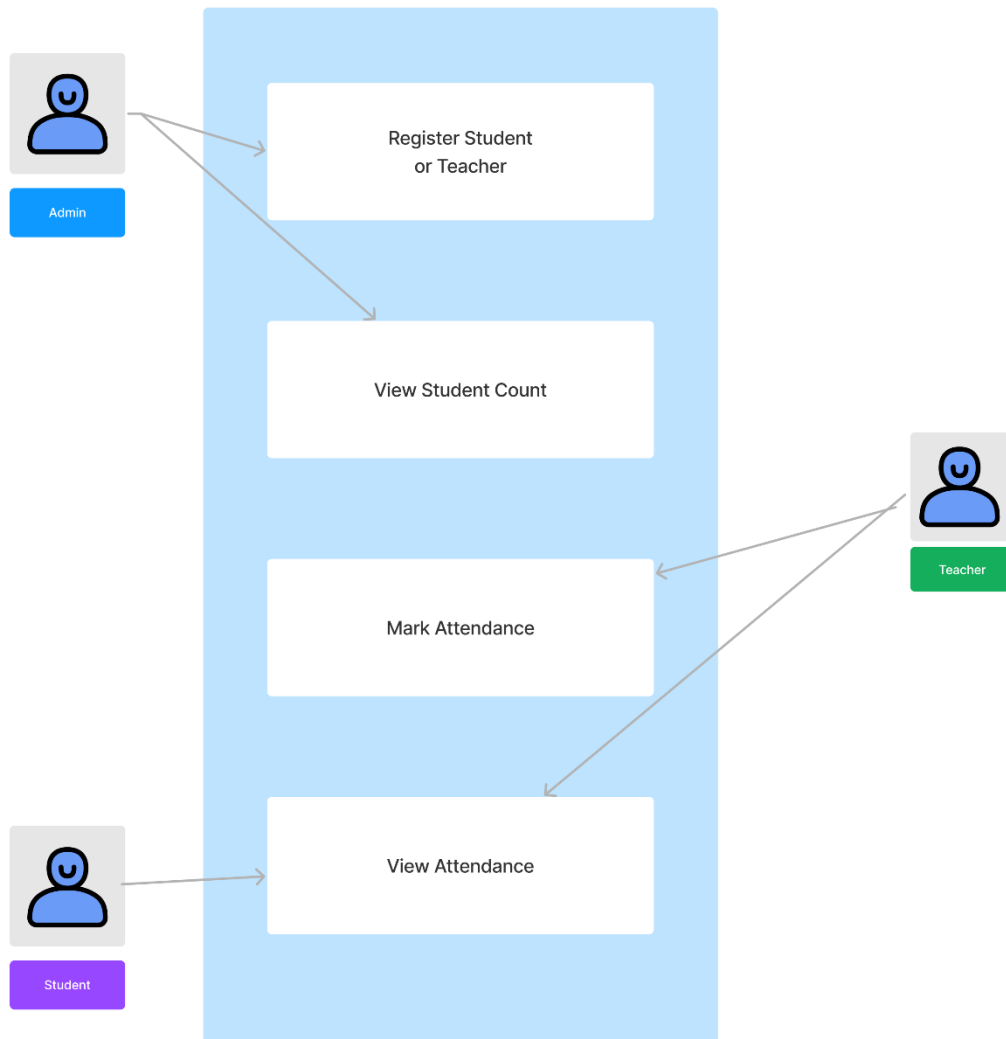 Register Student
or Teacher
Admin
View Student Count
Teacher
Mark Attendance
View Attendance
Student